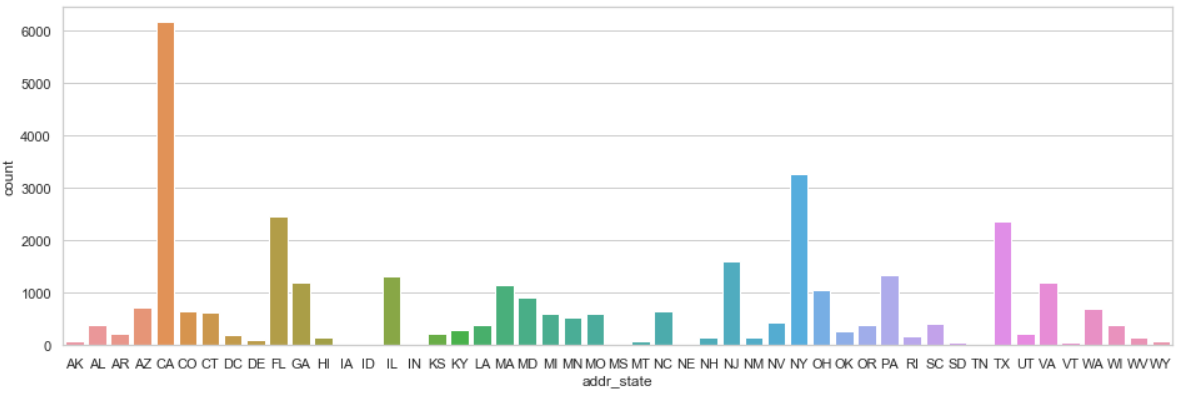 6000
5000
4000
3000
2000
1000
0
count
AK AL AR AZ CA CO CT DC DE FL GA HI IA ID IL IN KS KY LA MA MD MI MN MO MS MT NC NE NH NJ NM NV NY OH OK OR PA RI SC SD TN TX UT VA VT WA WI WV WY
addr_state